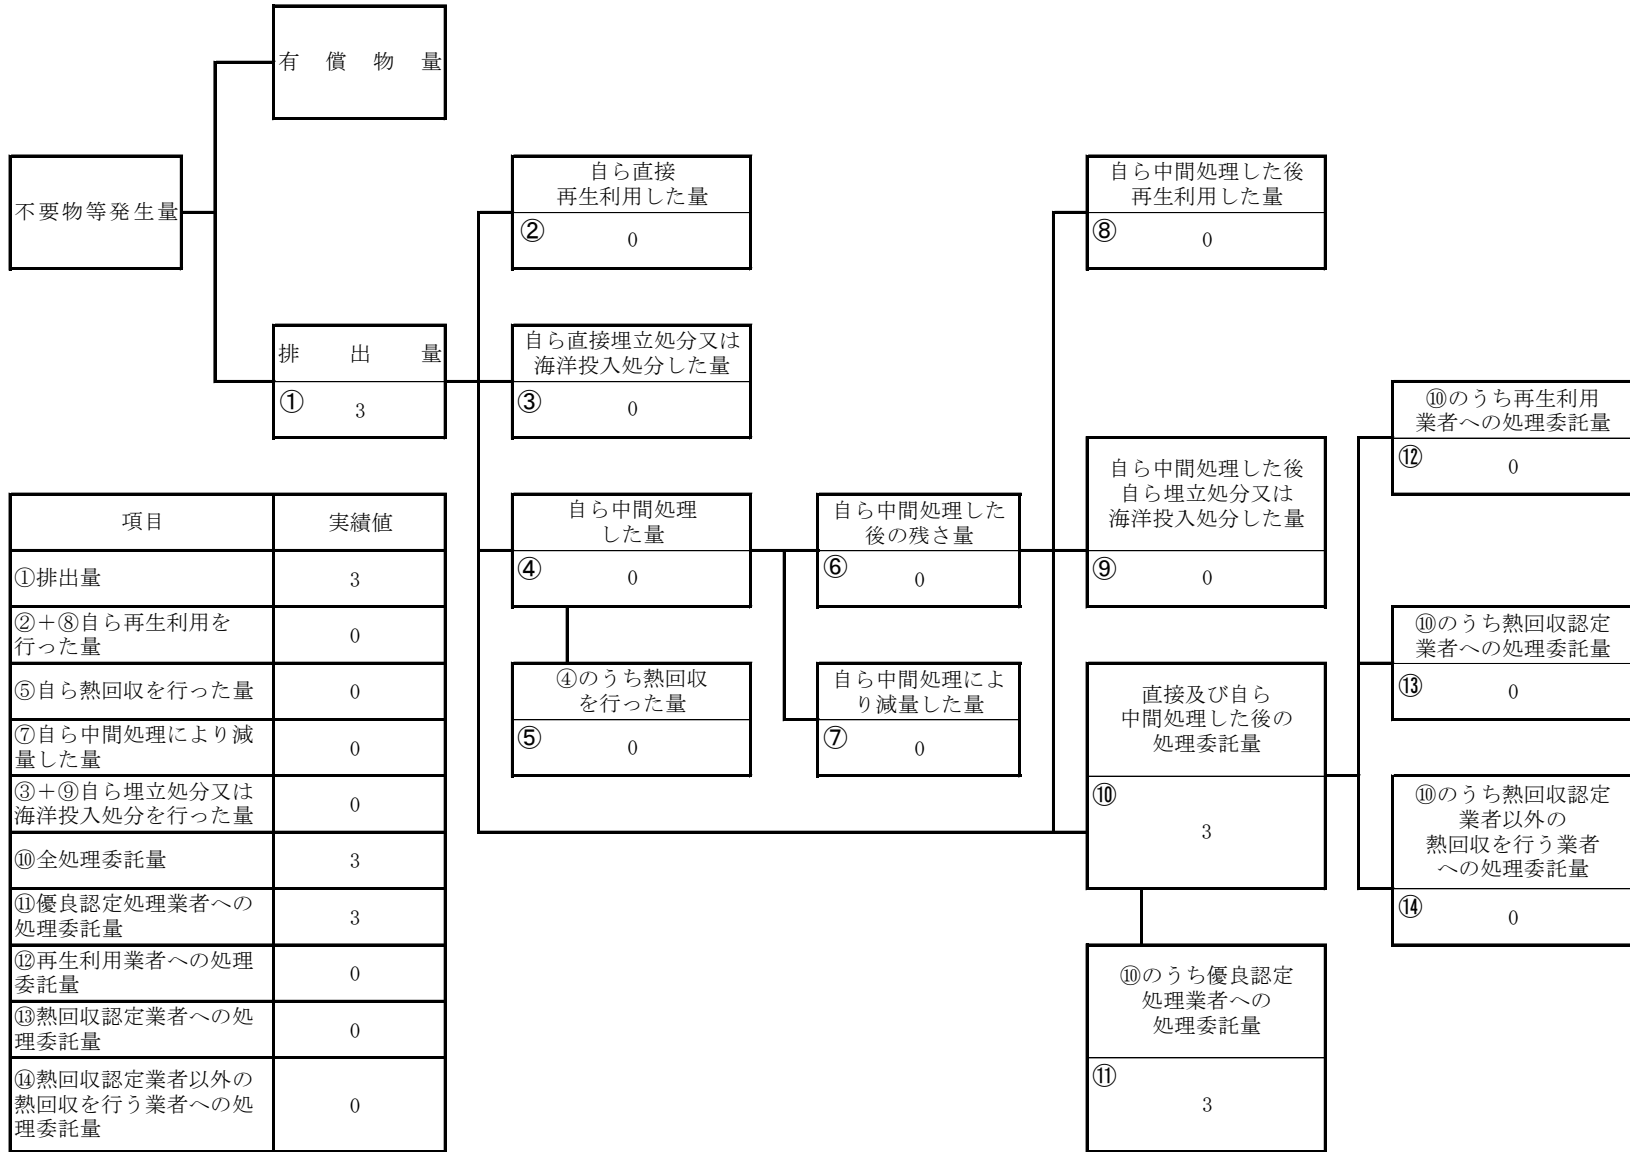 有償物量
不要物等発生量
排出量
① 3
自ら直接
再生利用した量
② 0
自ら直接埋立処分又は
海洋投入処分した量
③ 0
自ら中間処理
した量
④ 0
④のうち熱回収
を行った量
⑤ 0
自ら中間処理した
後の残さ量
⑥ 0
自ら中間処理によ
り減量した量
⑦ 0
自ら中間処理した後
再生利用した量
⑧ 0
自ら中間処理した後
自ら埋立処分又は
海洋投入処分した量
⑨ 0
直接及び自ら
中間処理した後の
処理委託量
⑩
3
⑩のうち優良認定
処理業者への
処理委託量
⑪
3
⑩のうち再生利用
業者への処理委託量
⑫ 0
⑩のうち熱回収認定
業者への処理委託量
⑬ 0
⑩のうち熱回収認定
業者以外の
熱回収を行う業者
への処理委託量
⑭ 0
項目 実績値
①排出量 3
②＋⑧自ら再生利用を
行った量 0
⑤自ら熱回収を行った量 0
⑦自ら中間処理により減
量した量 0
③＋⑨自ら埋立処分又は
海洋投入処分を行った量 0
⑩全処理委託量 3
⑪優良認定処理業者への
処理委託量 3
⑫再生利用業者への処理
委託量 0
⑬熱回収認定業者への処
理委託量 0
⑭熱回収認定業者以外の
熱回収を行う業者への処 0
理委託量